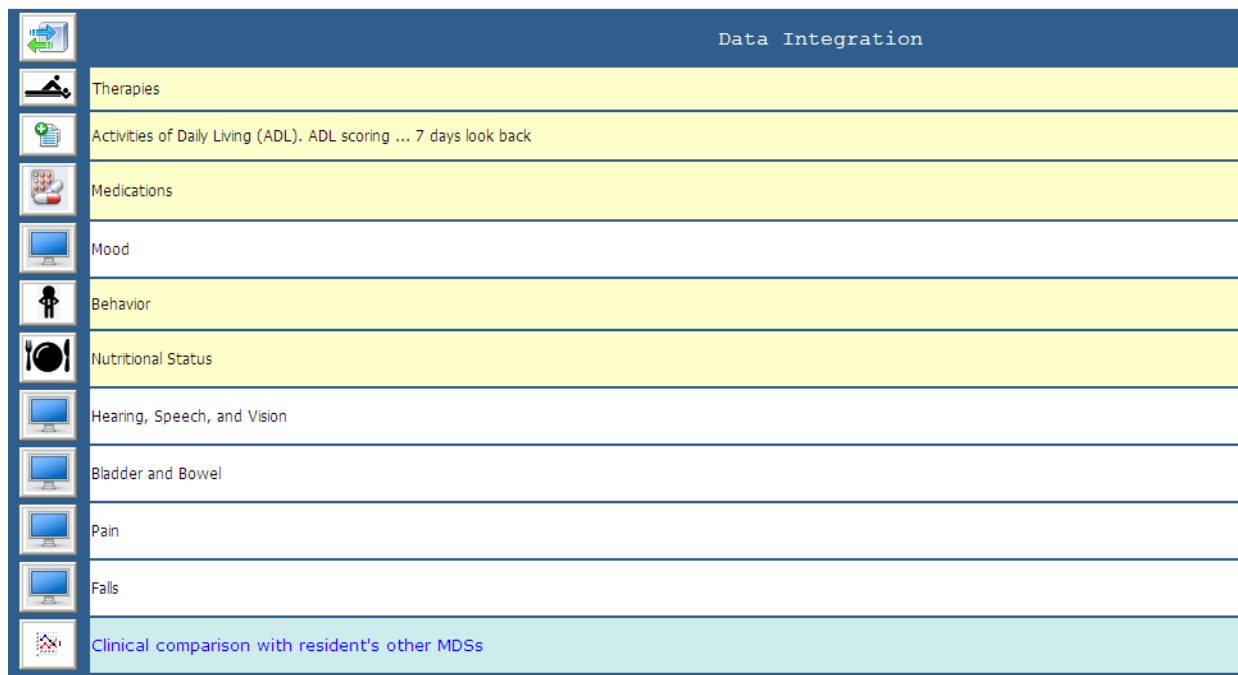 Data Integration
Therapies
Activities of Daily Living (ADL). ADL scoring ... 7 days look back
Medications
Mood
Behavior
Nutritional Status
Hearing, Speech, and Vision
Bladder and Bowel
Pain
Falls
Clinical comparison with resident's other MDSs